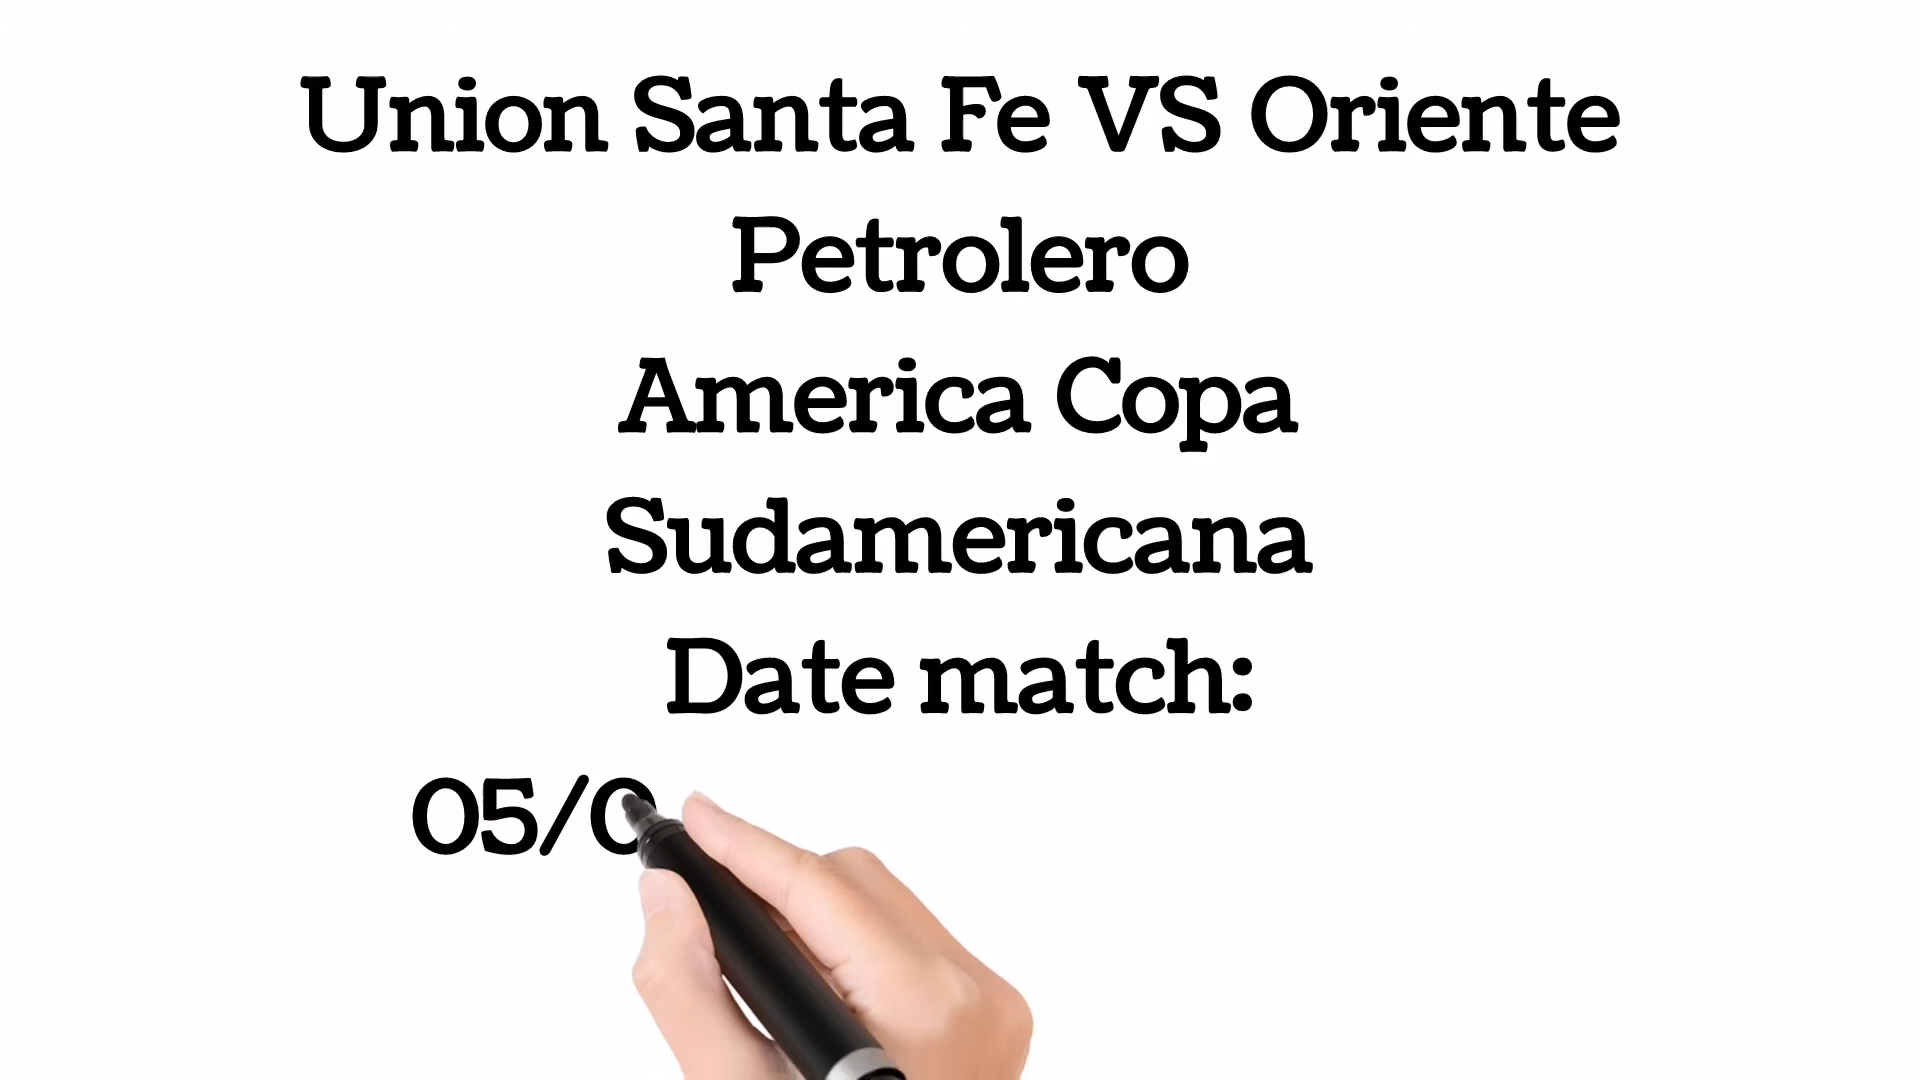 Union Santa Fe VS Oriente
Petrolero
America Copa
Sudamericana
Date match:
05/0